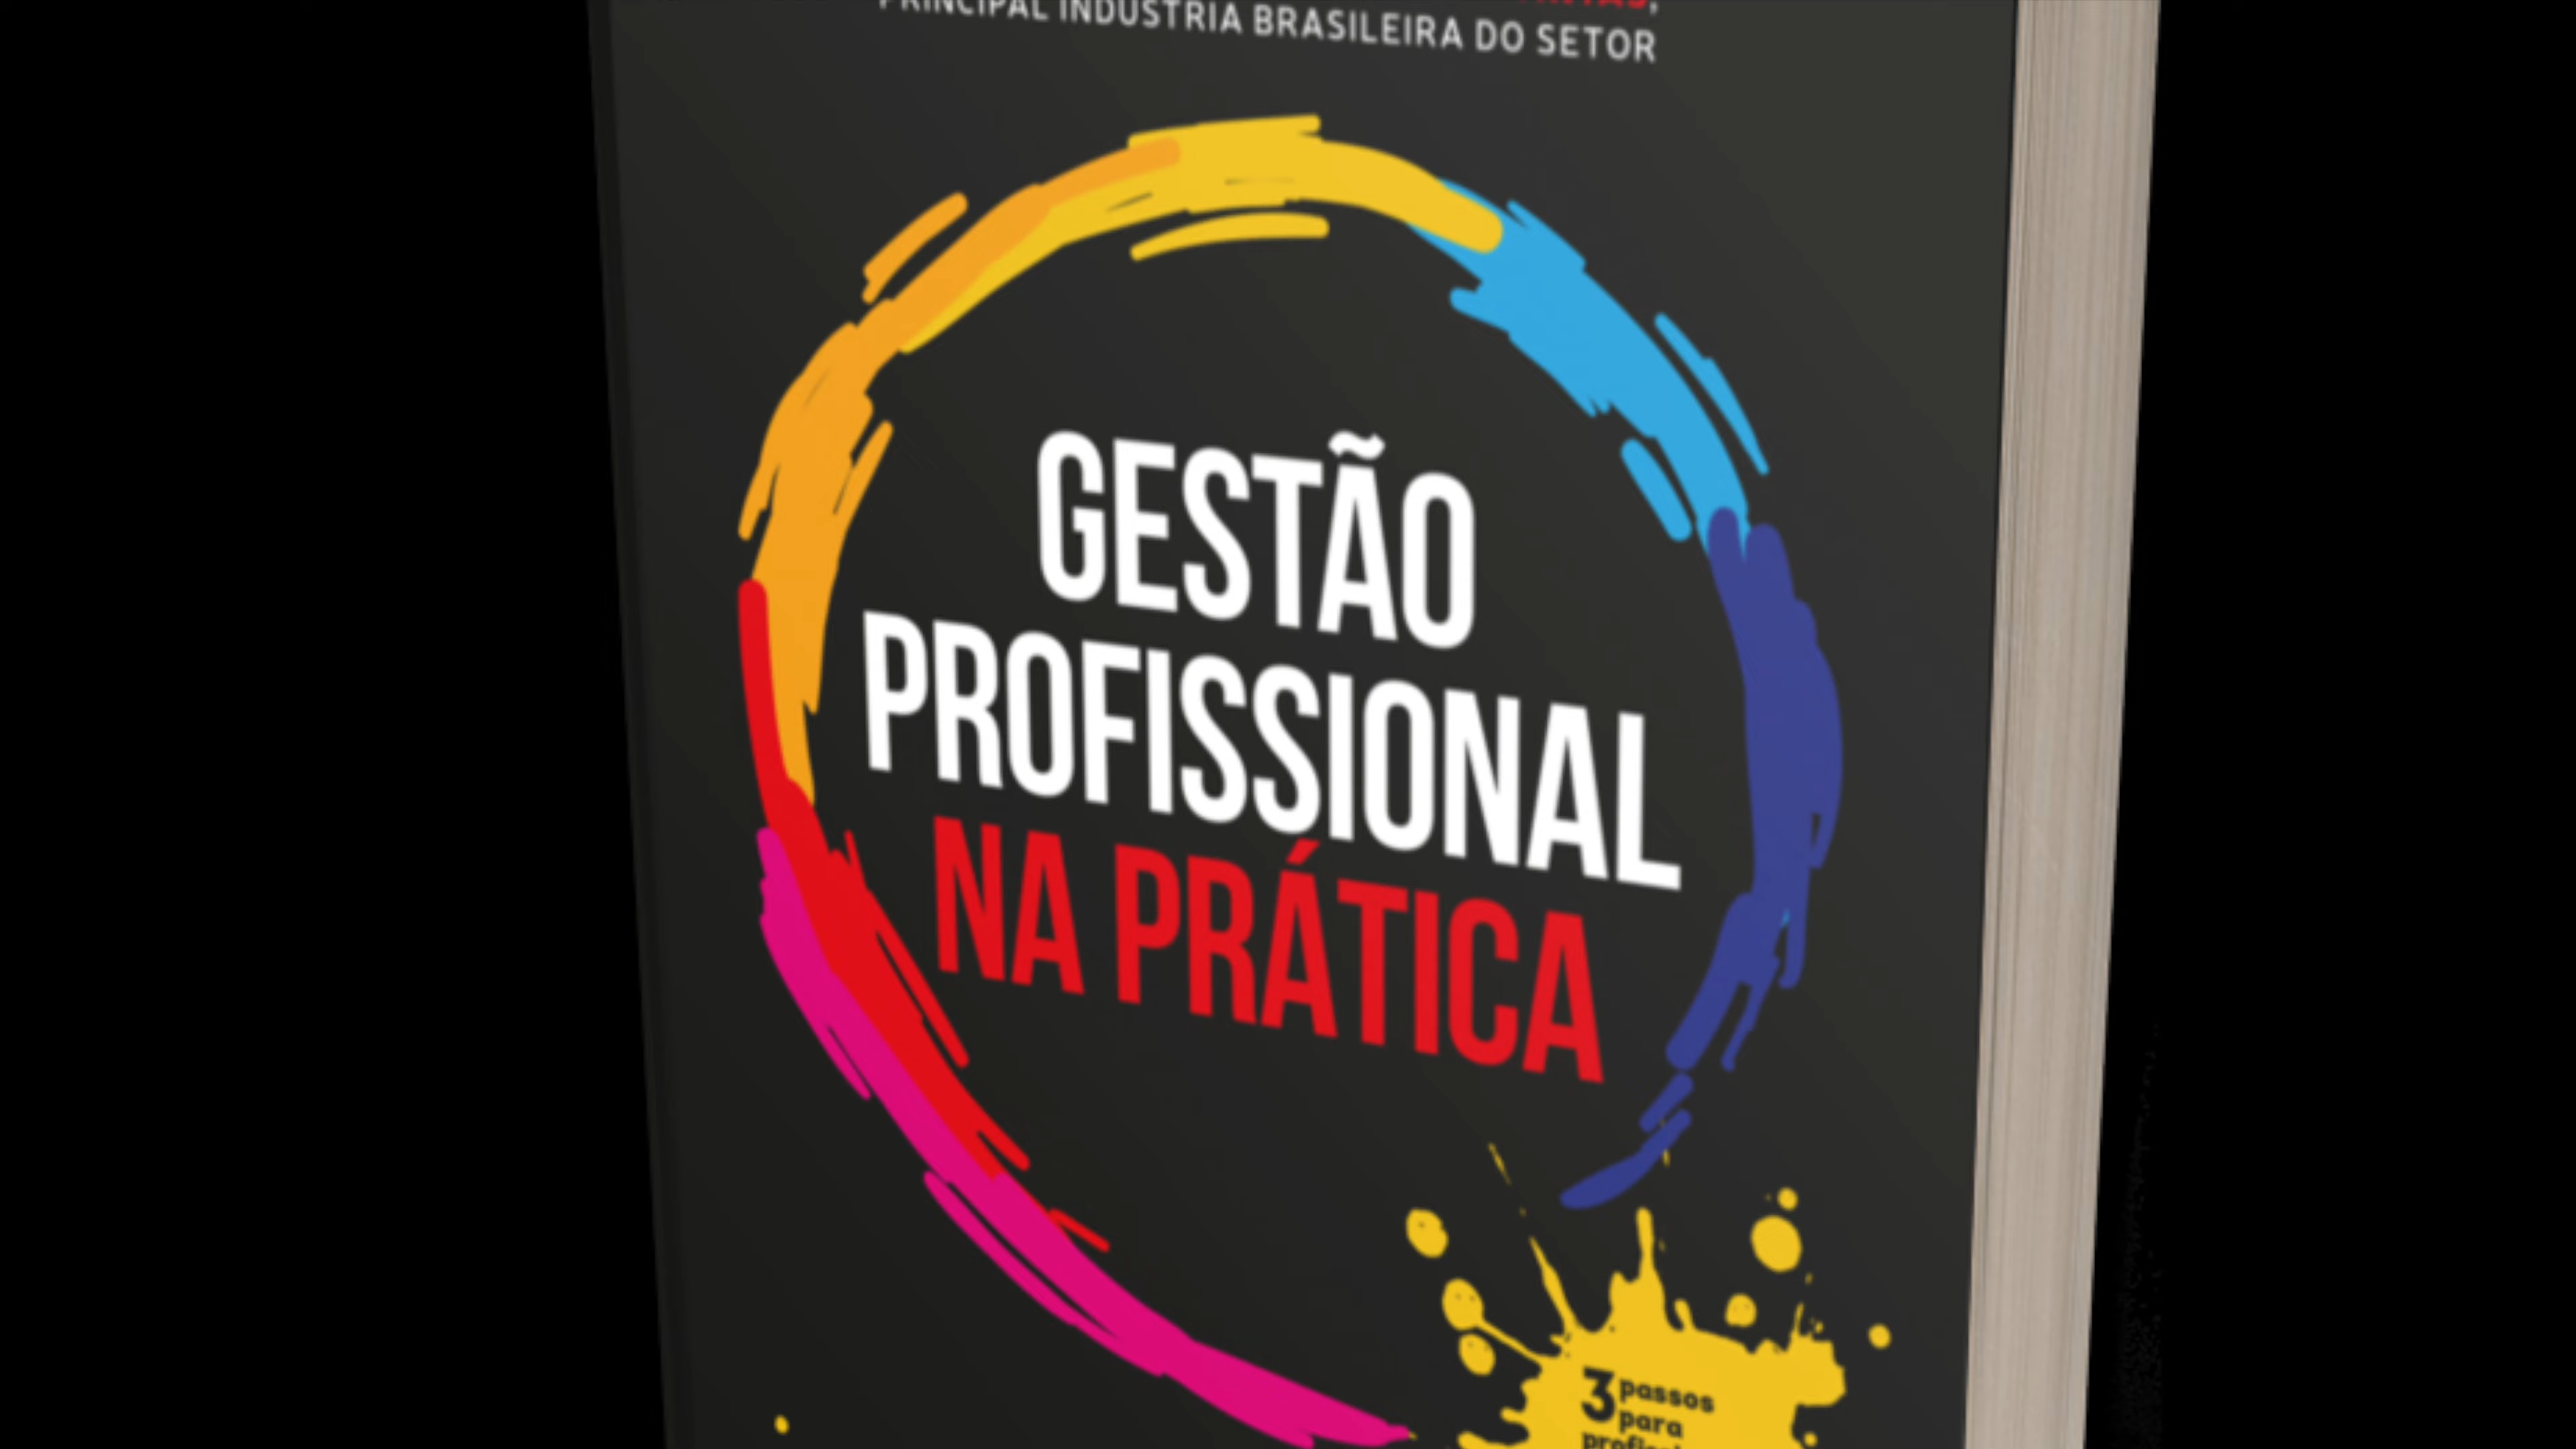 PRINCIPAL INDÚSTRIA BRASILEIRA DO SETOR
GESTÃO
PROFISSIONAL
NA PRÁTICA
3 passos
para